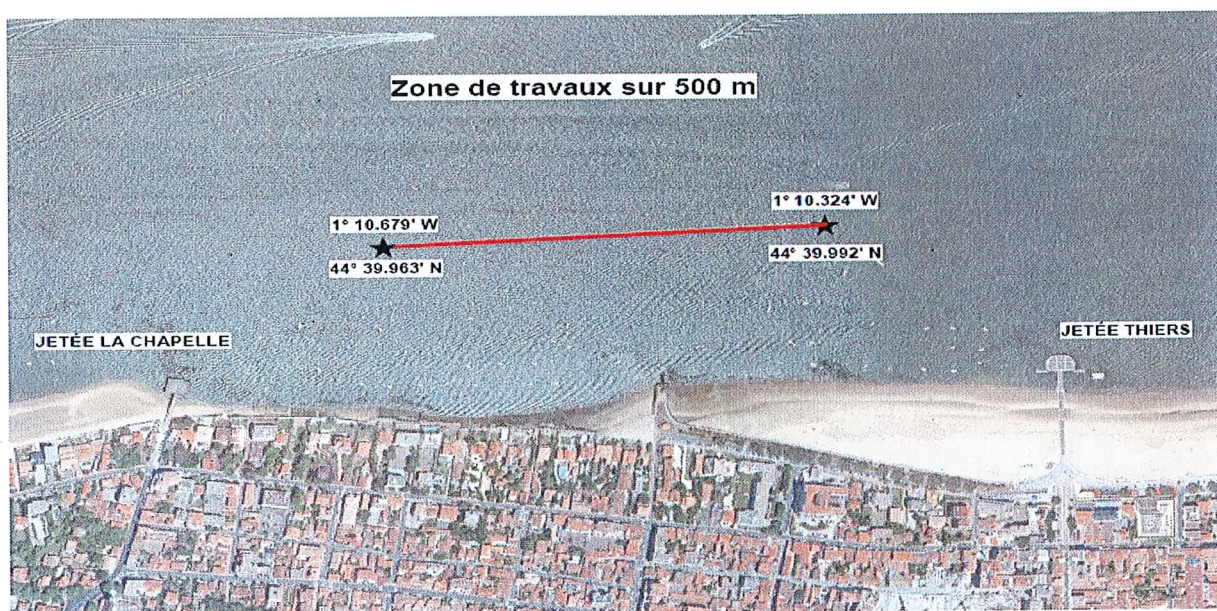 Zone de travaux sur 500 m
1° 10.324' W
1° 10.679' W
44° 39.992' N
44° 39.963' N
JETÉE THIERS
JETÉE LA CHAPELLE